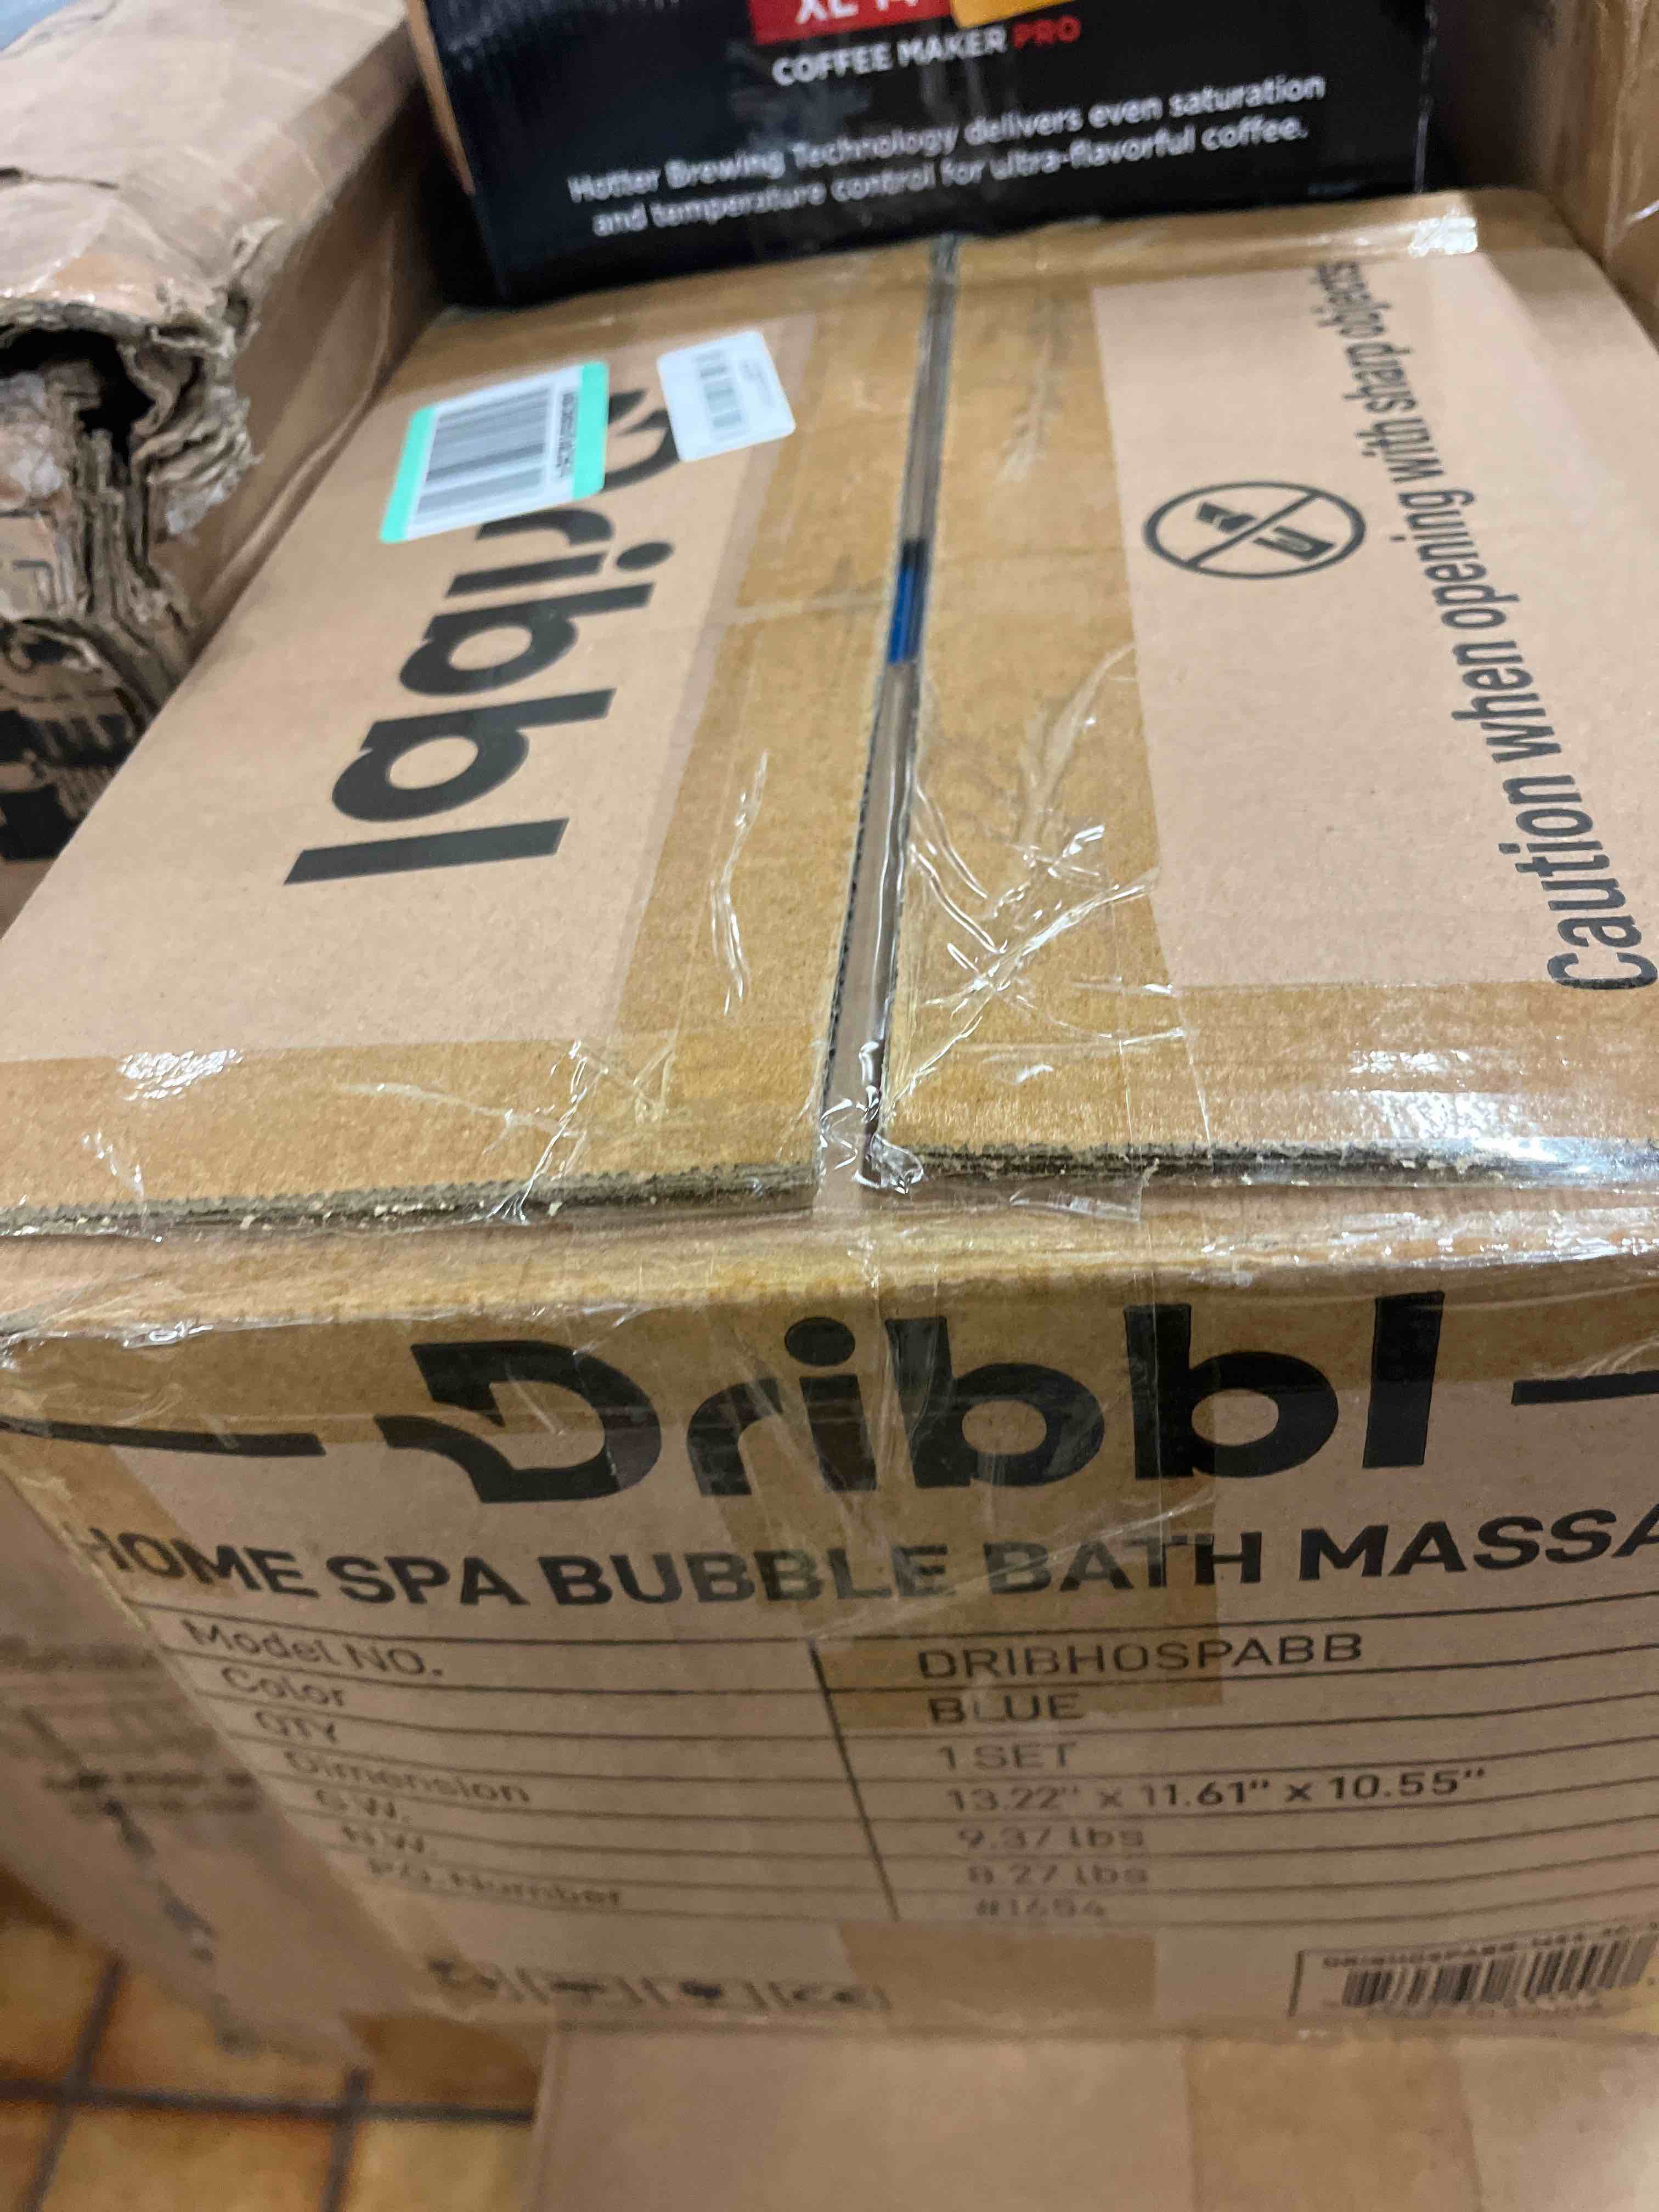 COFFEE MAKER PRO
Hotter Brewing Technology delivers even saturation
and temperature control for ultra-flavorful coffee.
Dribbl
Caution when opening with sharp objects
Dribbl
HOME SPA BUBBLE BATH MASSA
Model NO. DRIBHOSPABB
Color BLUE
QTY 1 SET
Dimension 13.22" x 11.61" x 10.55"
G.W. 9.37 lbs
N.W. 8.27 lbs
P.O. Number #1654